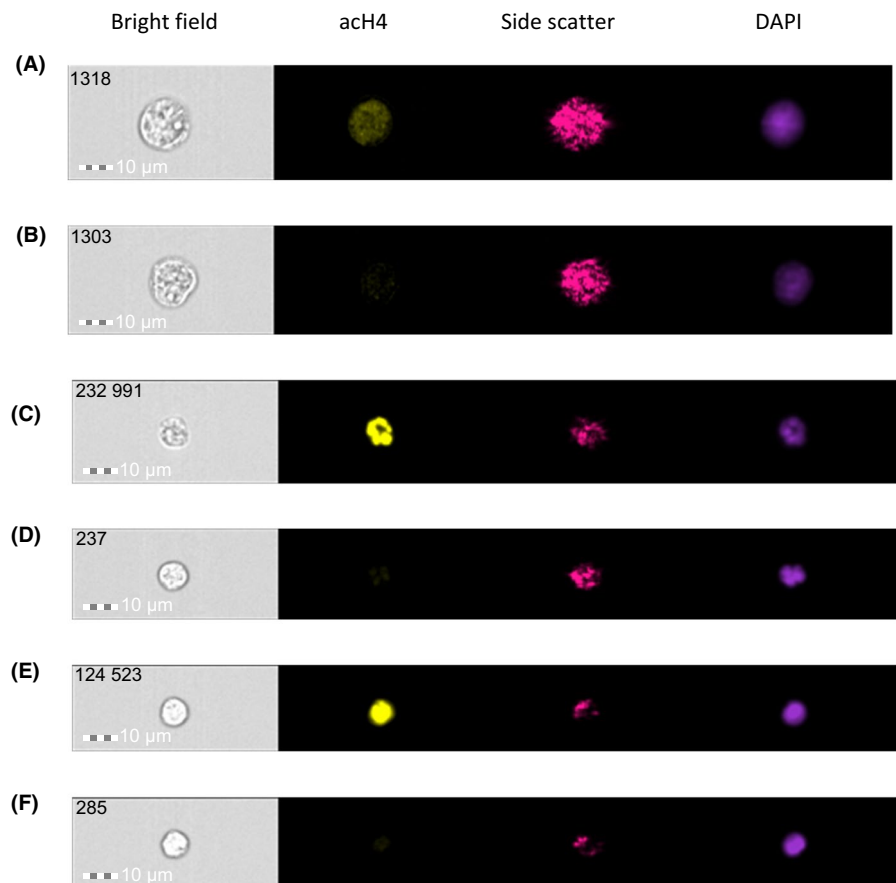 Bright field acH4 Side scatter DAPI
(A)
1318
10 µm
(B)
1303
10 µm
(C)
232 991
10 µm
(D)
237
10 µm
(E)
124 523
10 µm
(F)
285
10 µm